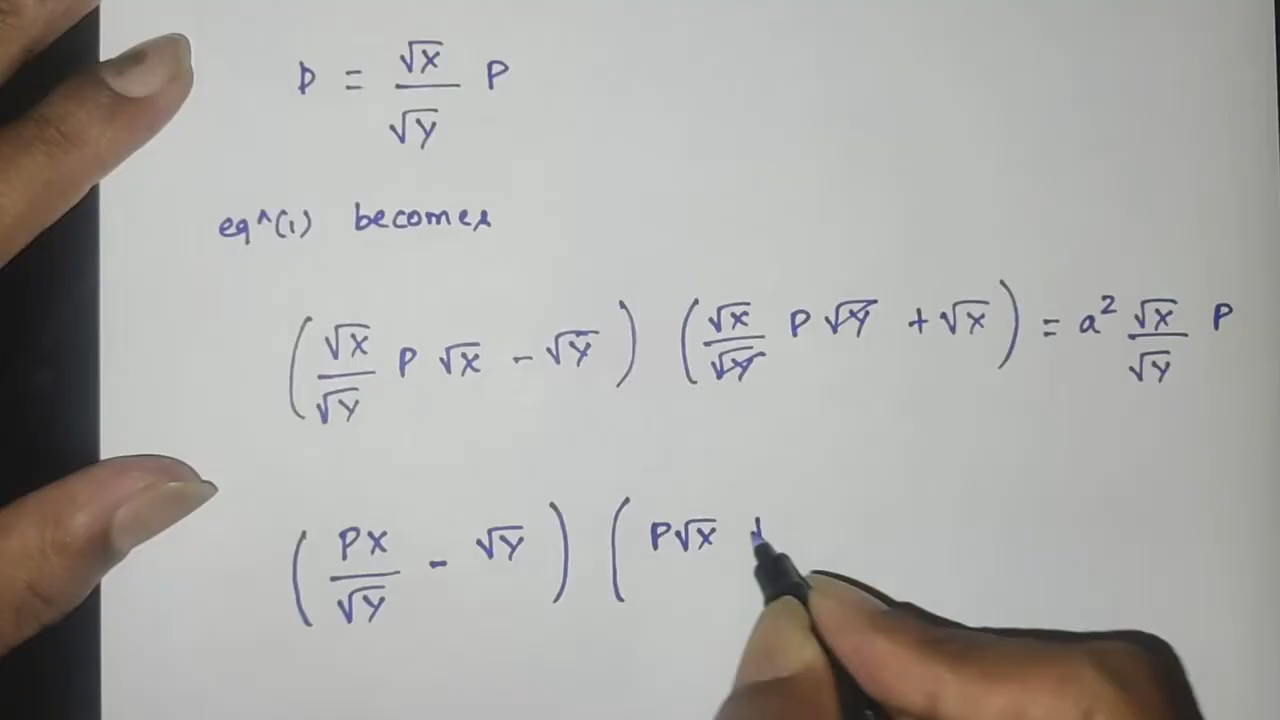 p = √X / √Y P
eq^(1) becomes
(√X / √Y P √X - √Y) (√X / √Y P √Y + √X) = a² √X / √Y P
(PX / √Y - √Y) (P√X